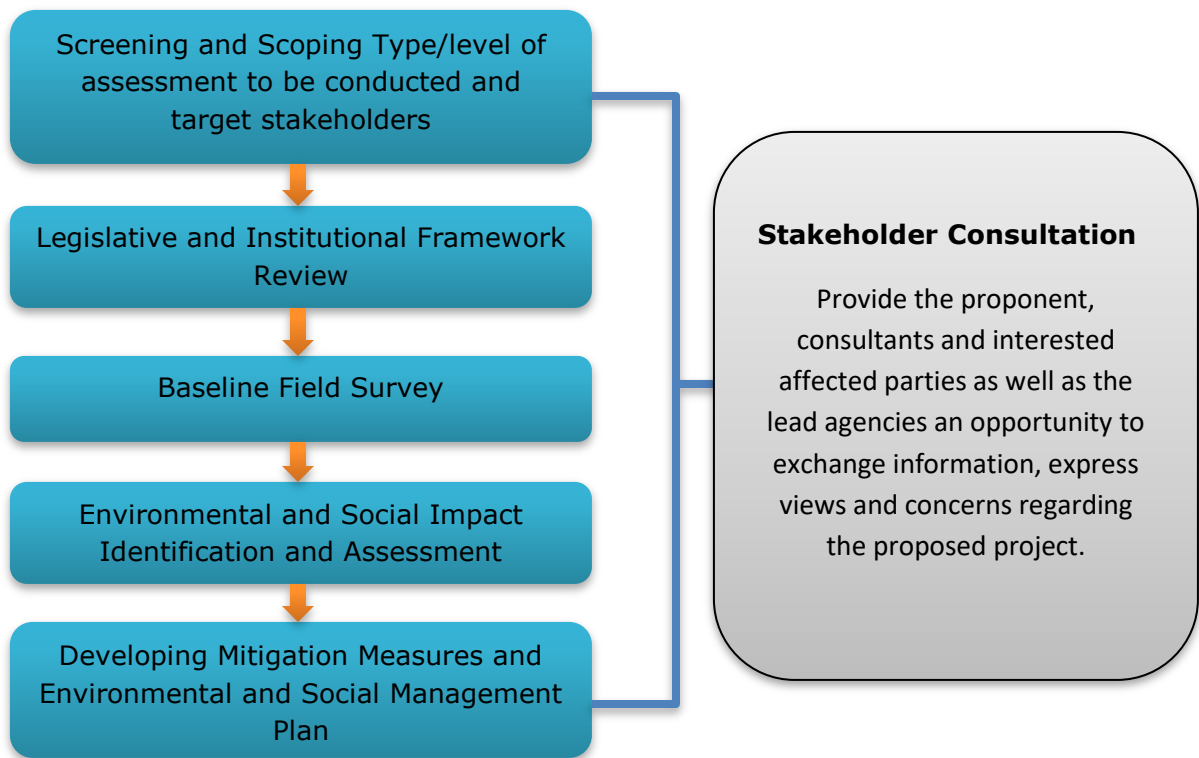 Screening and Scoping Type/level of
assessment to be conducted and
target stakeholders
Legislative and Institutional Framework
Review
Baseline Field Survey
Environmental and Social Impact
Identification and Assessment
Developing Mitigation Measures and
Environmental and Social Management
Plan
Stakeholder Consultation
Provide the proponent,
consultants and interested
affected parties as well as the
lead agencies an opportunity to
exchange information, express
views and concerns regarding
the proposed project.